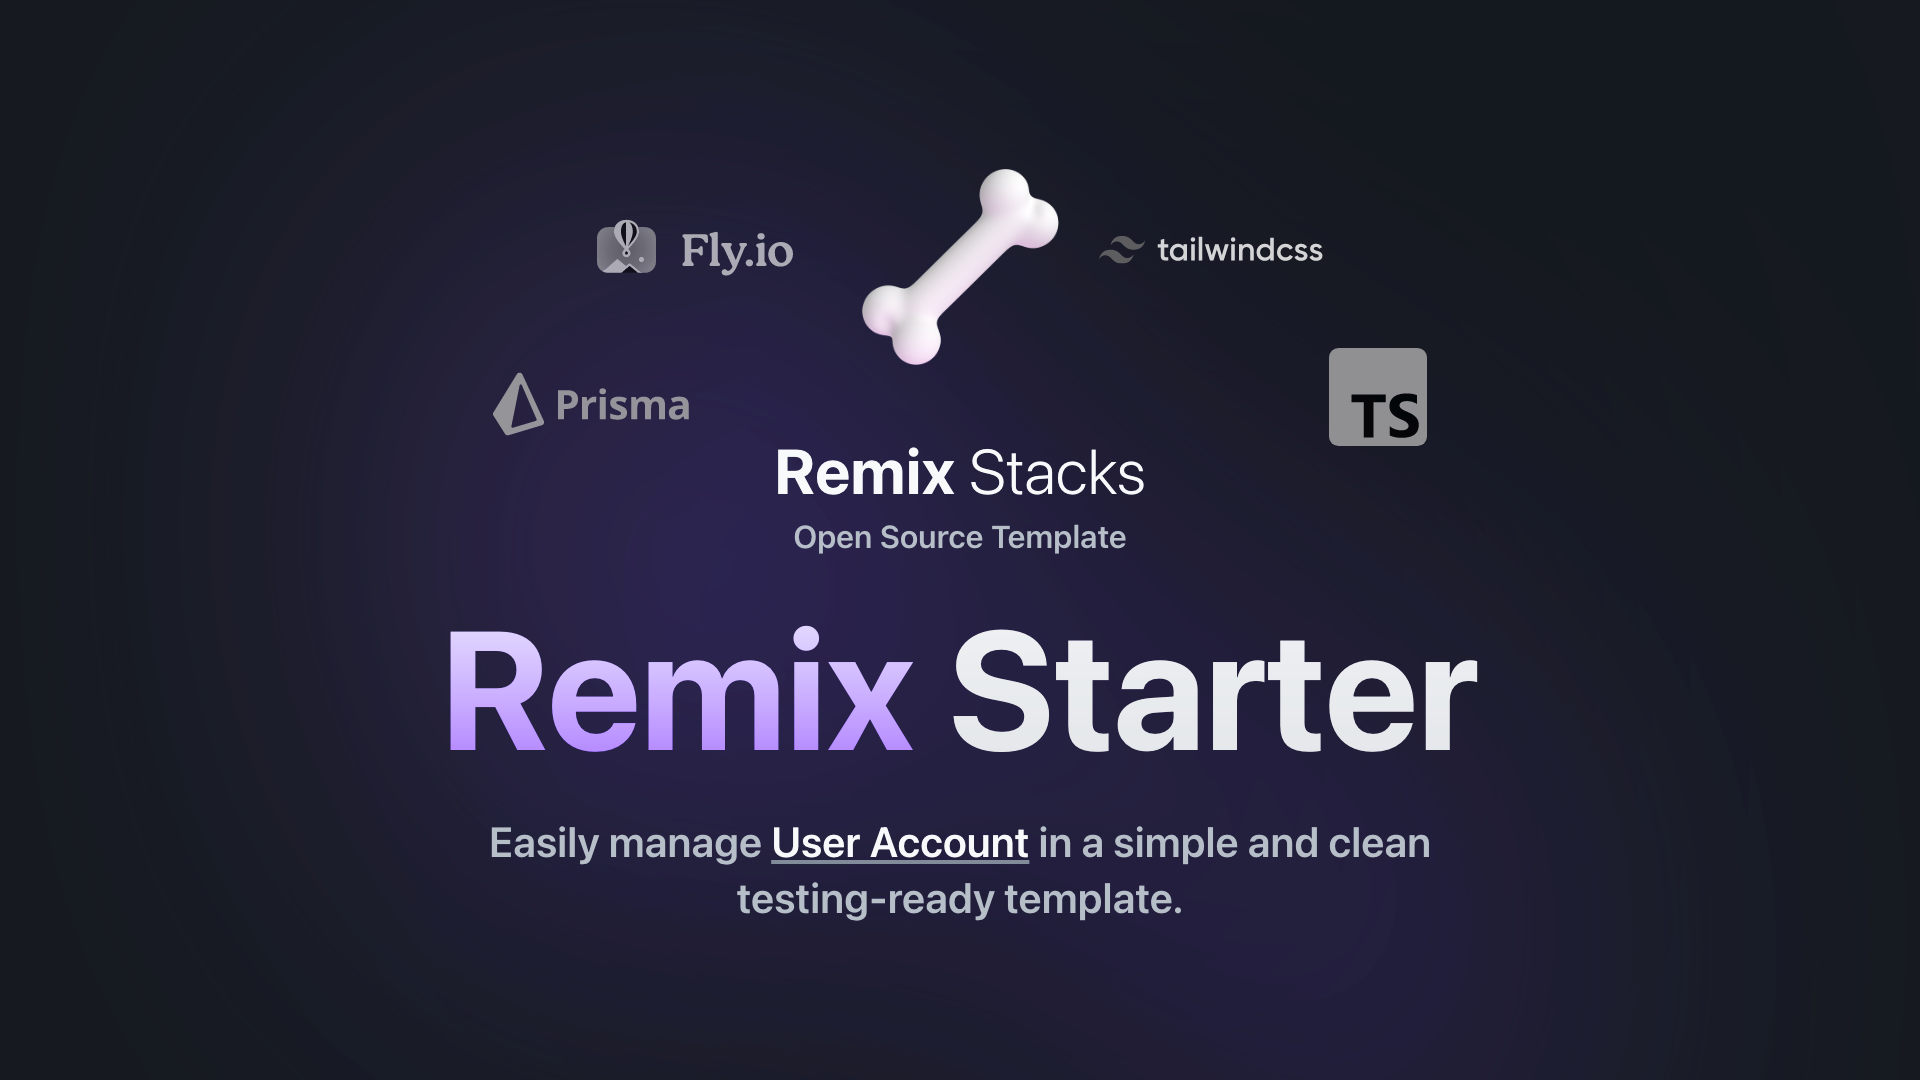 Fly.io
tailwindcss
Prisma
TS
Remix Stacks
Open Source Template
Remix Starter
Easily manage User Account in a simple and clean
testing-ready template.